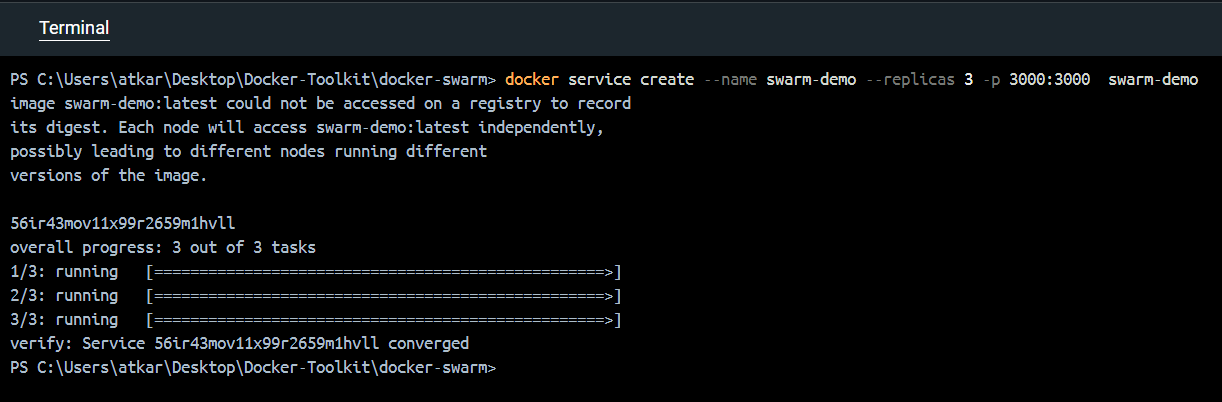 Terminal
PS C:\Users\atkar\Desktop\Docker-Toolkit\docker-swarm> docker service create --name swarm-demo --replicas 3 -p 3000:3000  swarm-demo
image swarm-demo:latest could not be accessed on a registry to record
its digest. Each node will access swarm-demo:latest independently,
possibly leading to different nodes running different
versions of the image.

56ir43mov11x99r2659m1hvll
overall progress: 3 out of 3 tasks
1/3: running   [==================================================>]
2/3: running   [==================================================>]
3/3: running   [==================================================>]
verify: Service 56ir43mov11x99r2659m1hvll converged
PS C:\Users\atkar\Desktop\Docker-Toolkit\docker-swarm>